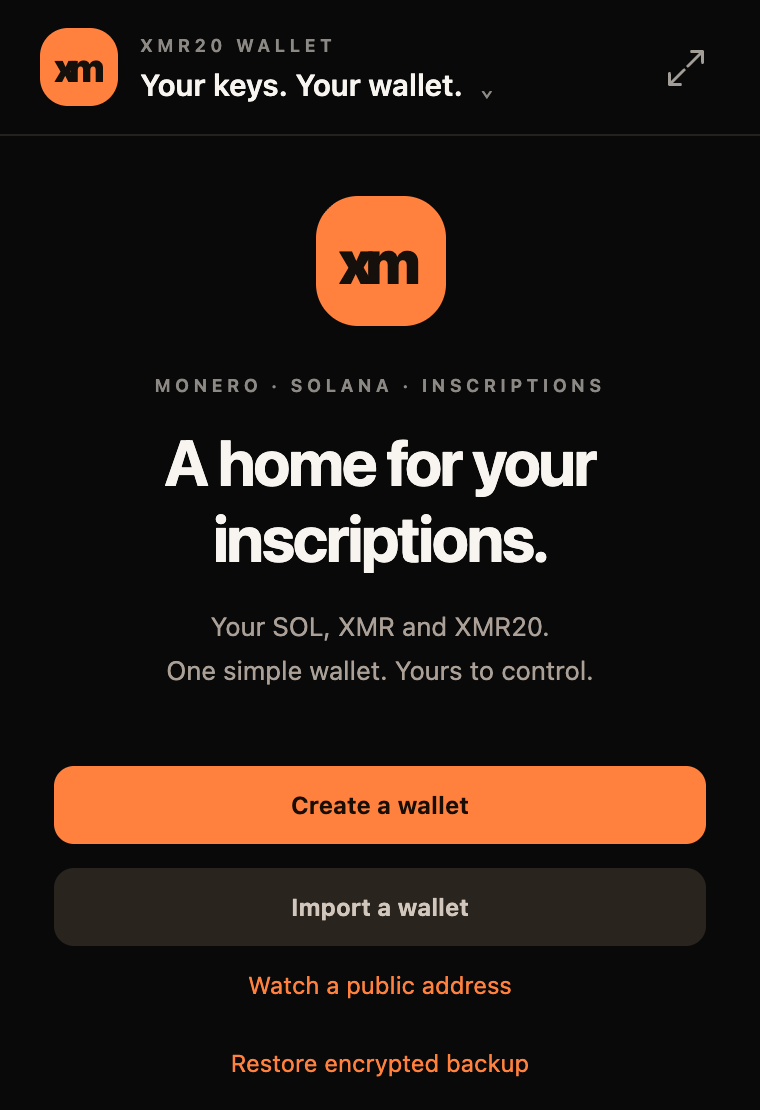 xm
XMR20 WALLET
Your keys. Your wallet.
xm
MONERO · SOLANA · INSCRIPTIONS
A home for your
inscriptions.
Your SOL, XMR and XMR20.
One simple wallet. Yours to control.
Create a wallet
Import a wallet
Watch a public address
Restore encrypted backup